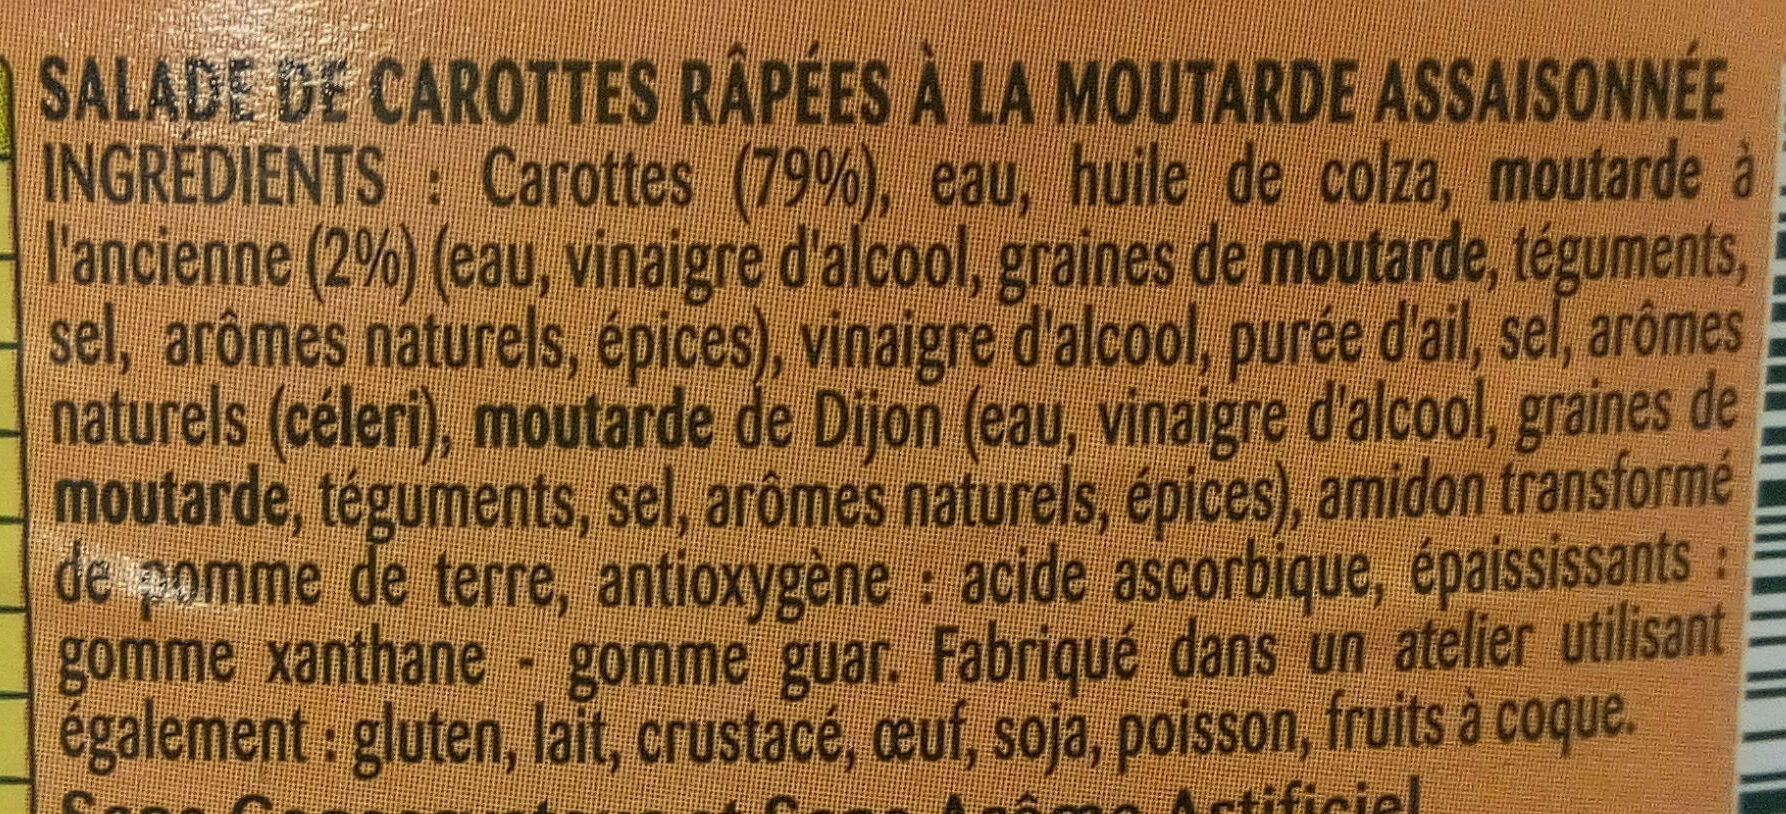 SALADE DE CAROTTES RÂPÉES À LA MOUTARDE ASSAISONNÉE
INGRÉDIENTS : Carottes (79%), eau, huile de colza, moutarde à
l'ancienne (2%) (eau, vinaigre d'alcool, graines de moutarde, téguments,
sel, arômes naturels, épices), vinaigre d'alcool, purée d'ail, sel, arômes
naturels (céleri), moutarde de Dijon (eau, vinaigre d'alcool, graines de
moutarde, téguments, sel, arômes naturels, épices), amidon transformé
de pomme de terre, antioxygène : acide ascorbique, épaississants :
gomme xanthane - gomme guar. Fabriqué dans un atelier utilisant
également : gluten, lait, crustacé, œuf, soja, poisson, fruits à coque.
Sans Arôme Artificiel